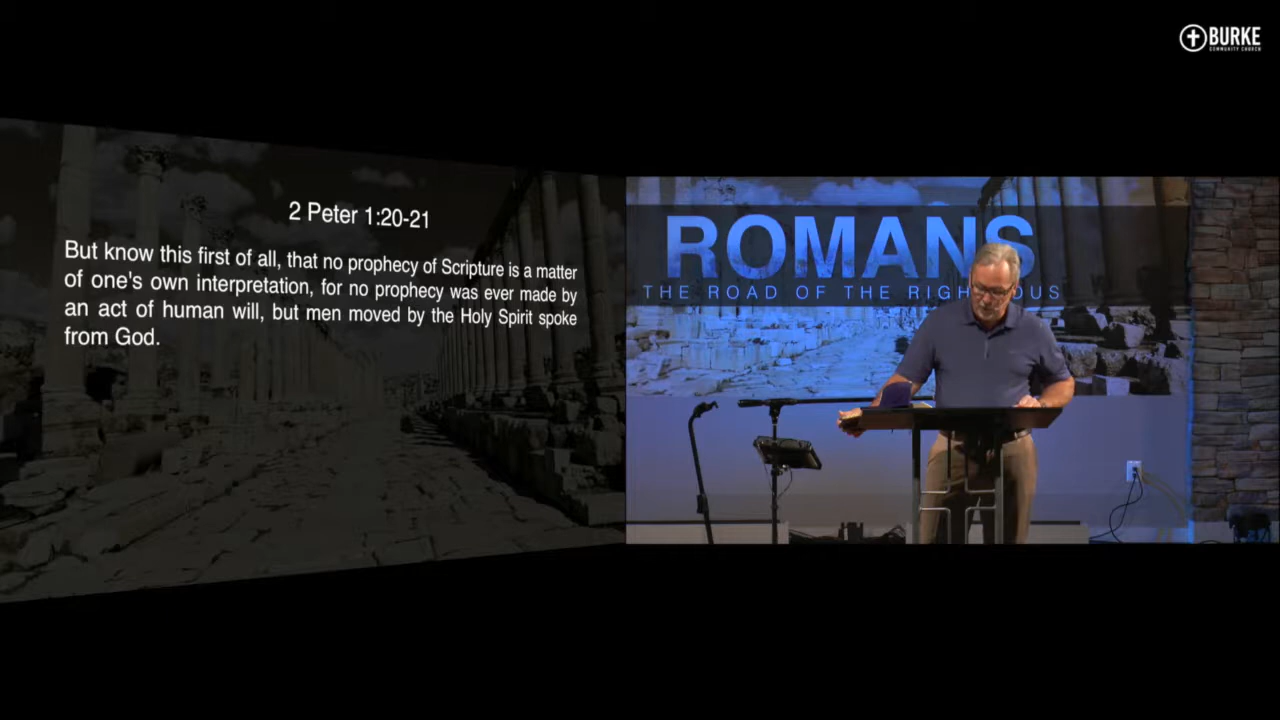 BURKE
COMMUNITY CHURCH
2 Peter 1:20-21
But know this first of all, that no prophecy of Scripture is a matter
of one's own interpretation, for no prophecy was ever made by
an act of human will, but men moved by the Holy Spirit spoke
from God.
ROMANS
THE ROAD OF THE